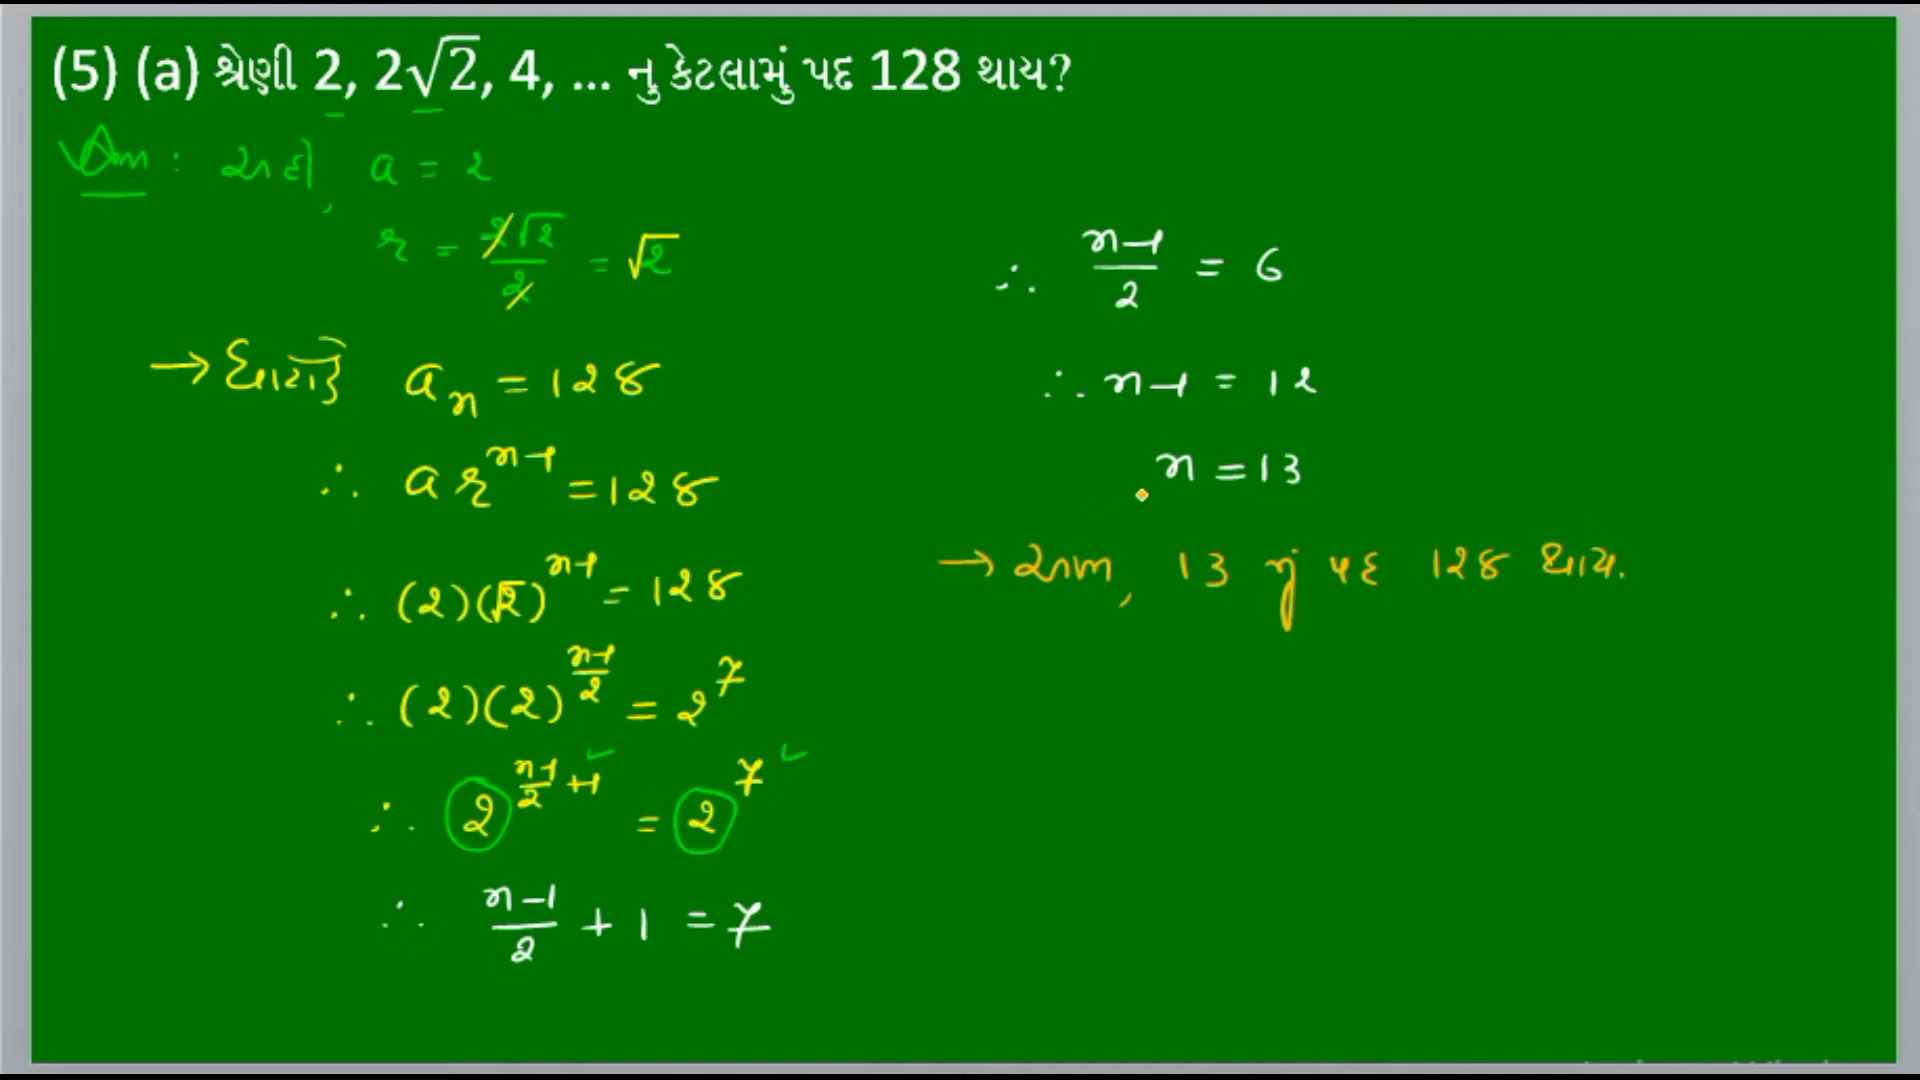 (5) (a) શ્રેણી 2, 2√2, 4, ... નુ કેટલામું પદ 128 થાય?
Ans : અહીં, a = 2
r = 2√2/2 = √2
→ ધારોકે aₙ = 128
∴ a r^(n-1) = 128
∴ (2)(√2)^(n-1) = 128
∴ (2)(2)^((n-1)/2) = 2^7
∴ 2^((n-1)/2 + 1) = 2^7
∴ (n-1)/2 + 1 = 7
∴ (n-1)/2 = 6
∴ n-1 = 12
n = 13
→ આમ, 13 નું પદ 128 થાય.